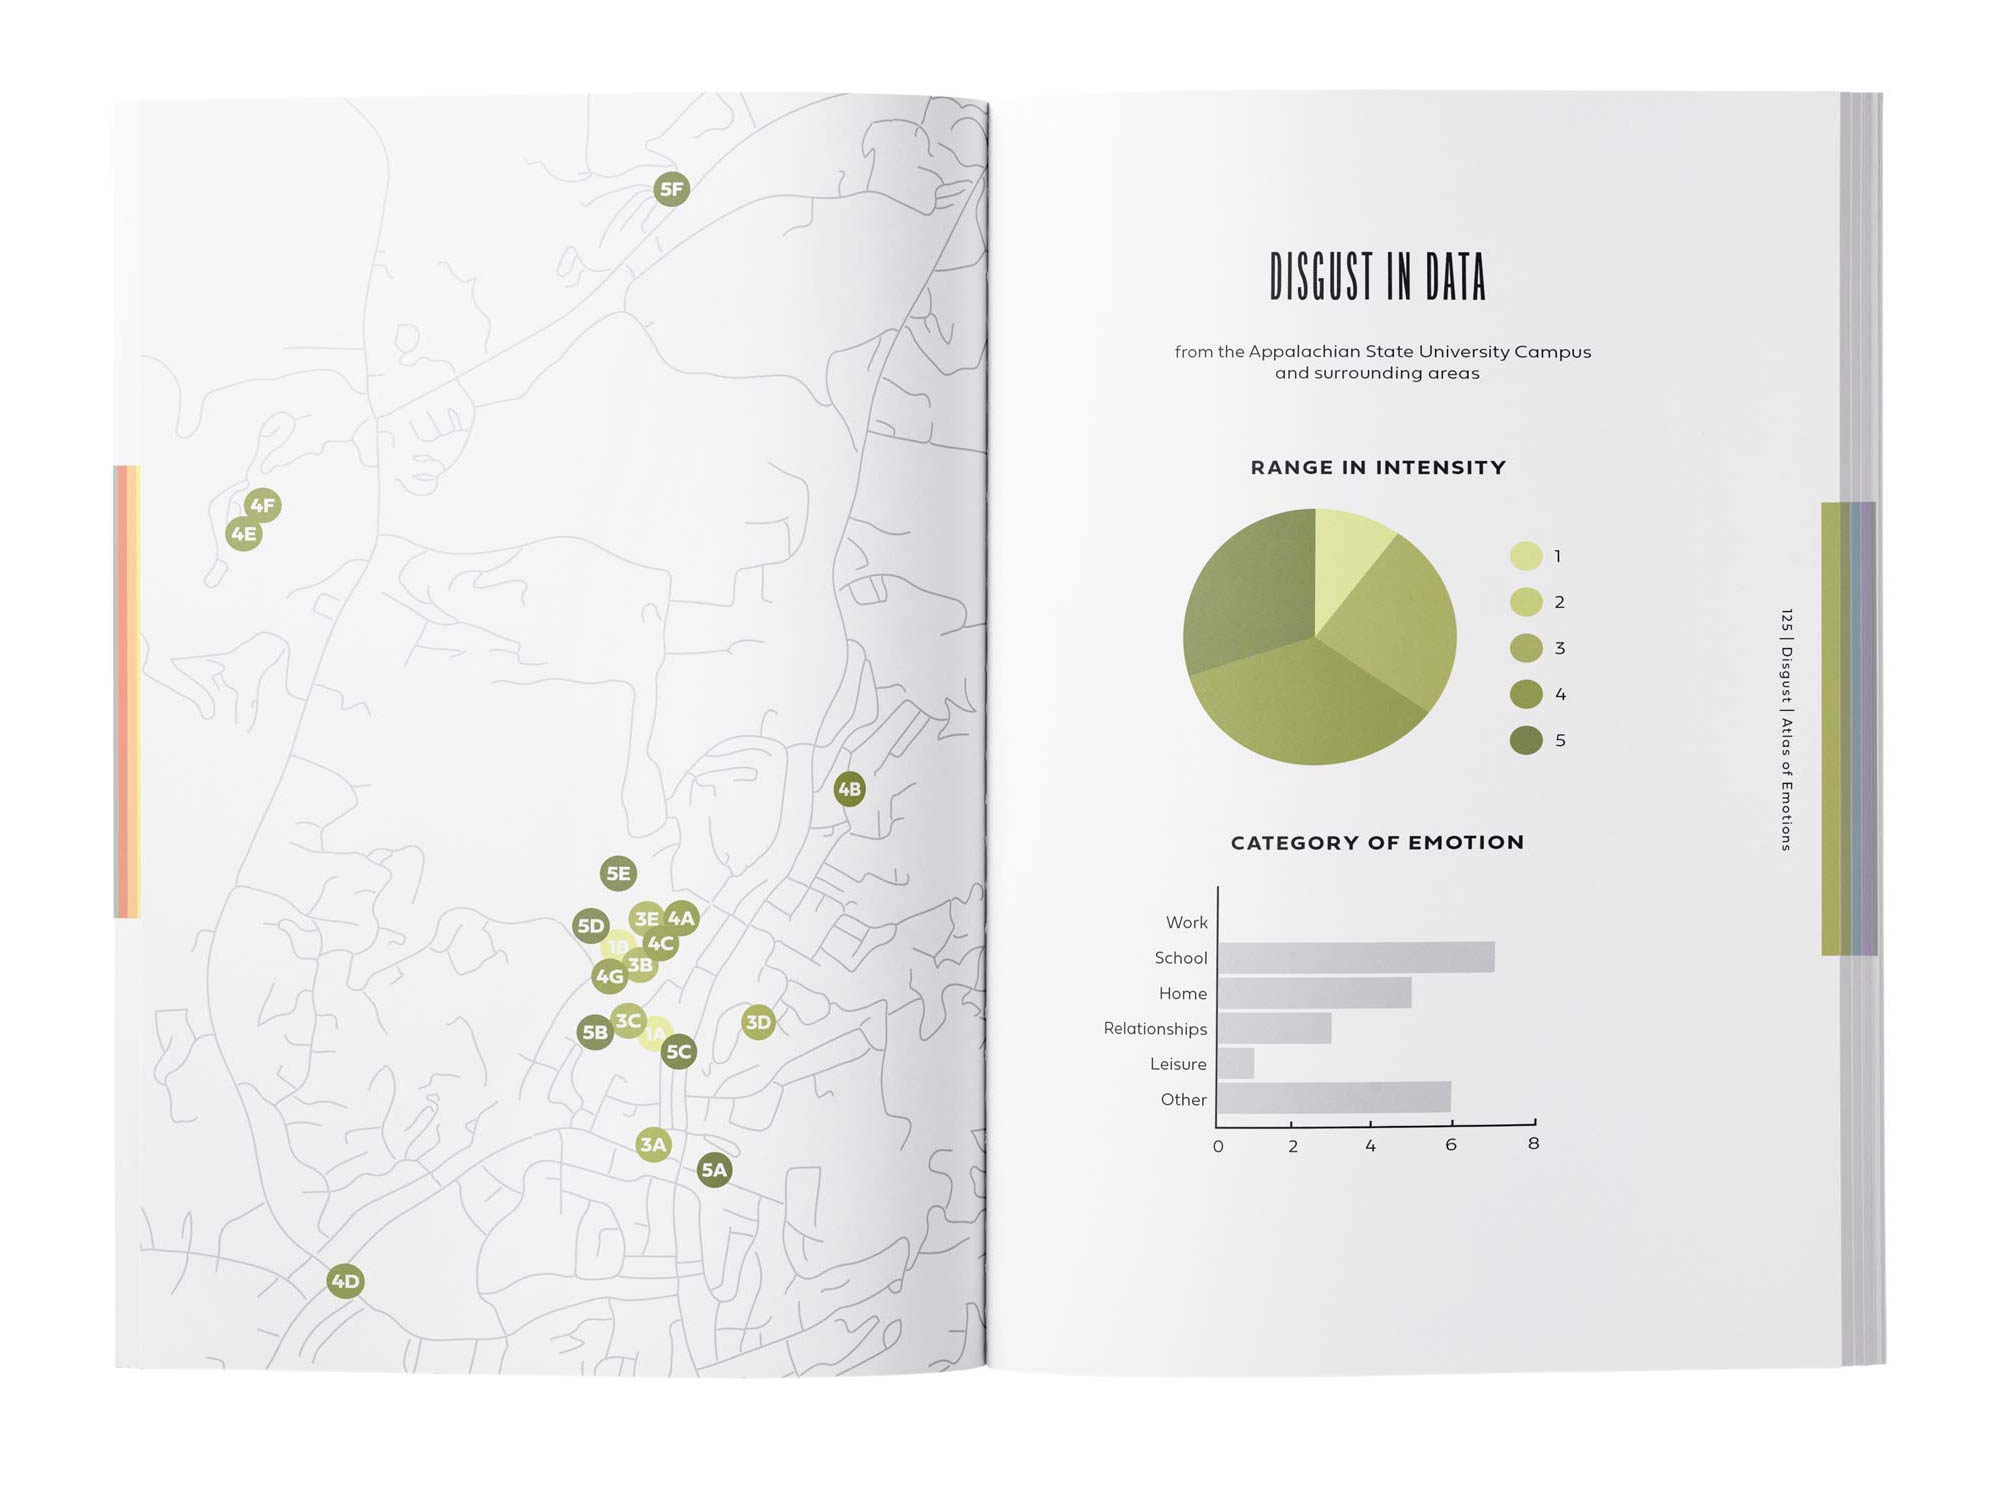 5F
4F
4E
4B
5E
5D
3E
4A
1B
4C
3B
4G
5B
3C
1A
5C
3D
3A
5A
4D
DISGUST IN DATA
from the Appalachian State University Campus
and surrounding areas
RANGE IN INTENSITY
1
2
3
4
5
CATEGORY OF EMOTION
Work
School
Home
Relationships
Leisure
Other
0 2 4 6 8
125 | Disgust | Atlas of Emotions